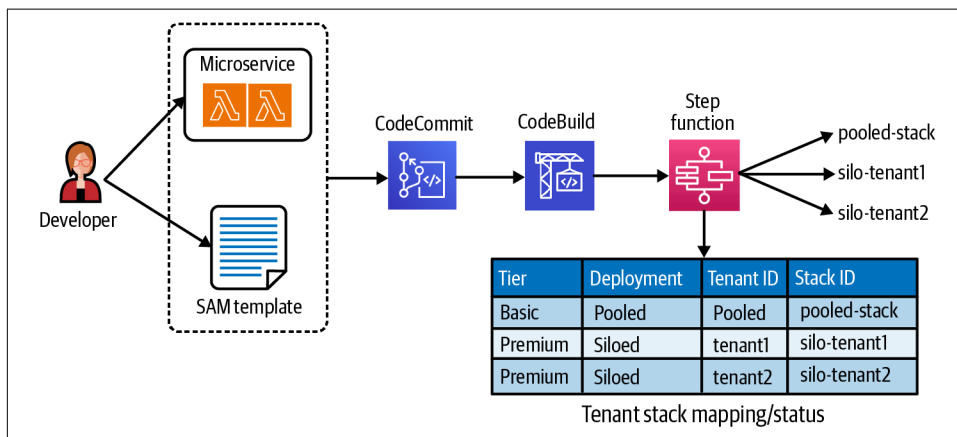 Microservice
Developer
SAM template
CodeCommit
CodeBuild
Step
function
pooled-stack
silo-tenant1
silo-tenant2
Tier Deployment Tenant ID Stack ID
Basic Pooled Pooled pooled-stack
Premium Siloed tenant1 silo-tenant1
Premium Siloed tenant2 silo-tenant2
Tenant stack mapping/status